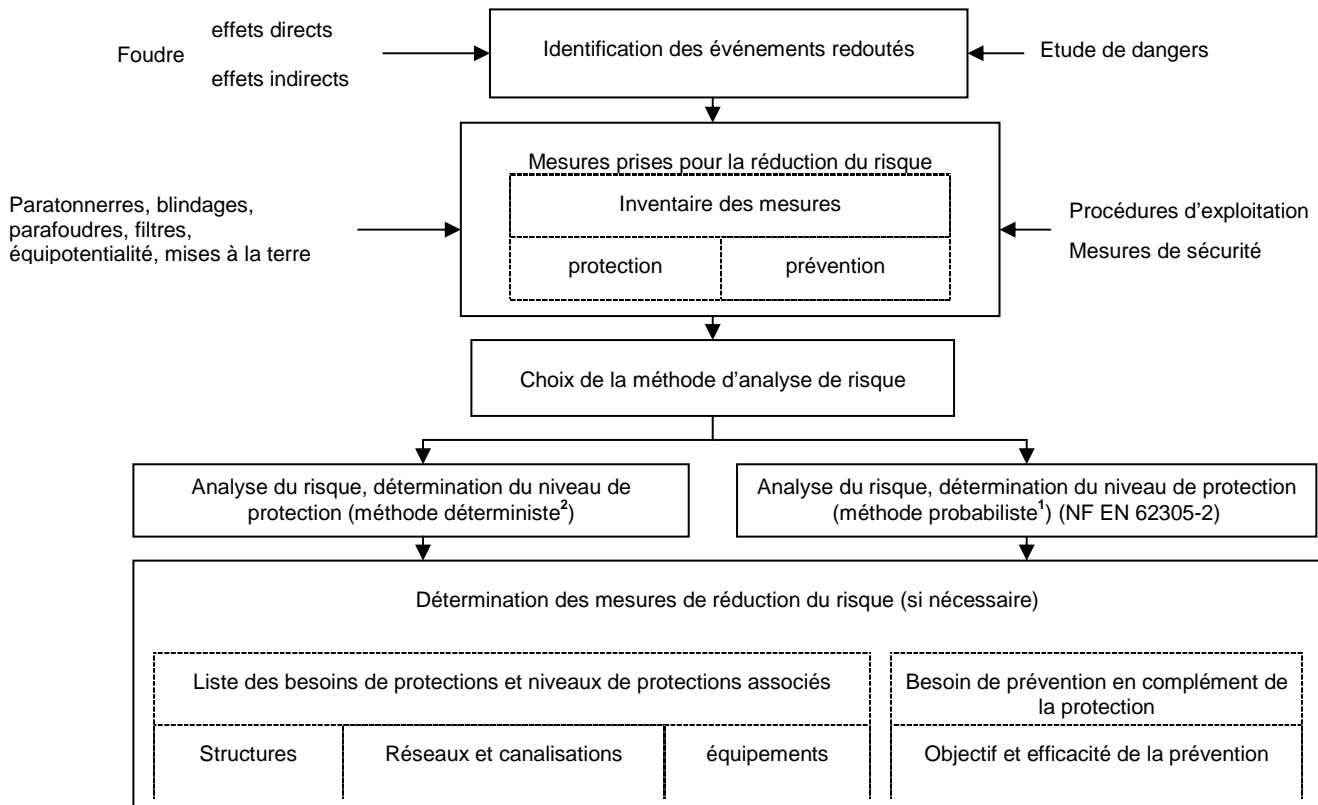 effets directs
Foudre
effets indirects
Identification des événements redoutés
Etude de dangers
Mesures prises pour la réduction du risque
Paratonnerres, blindages,
parafoudres, filtres,
équipotentialité, mises à la terre
Inventaire des mesures
protection
prévention
Procédures d’exploitation
Mesures de sécurité
Choix de la méthode d’analyse de risque
Analyse du risque, détermination du niveau de
protection (méthode déterministe²)
Analyse du risque, détermination du niveau de protection
(méthode probabiliste¹) (NF EN 62305-2)
Détermination des mesures de réduction du risque (si nécessaire)
Liste des besoins de protections et niveaux de protections associés
Structures
Réseaux et canalisations
équipements
Besoin de prévention en complément de
la protection
Objectif et efficacité de la prévention